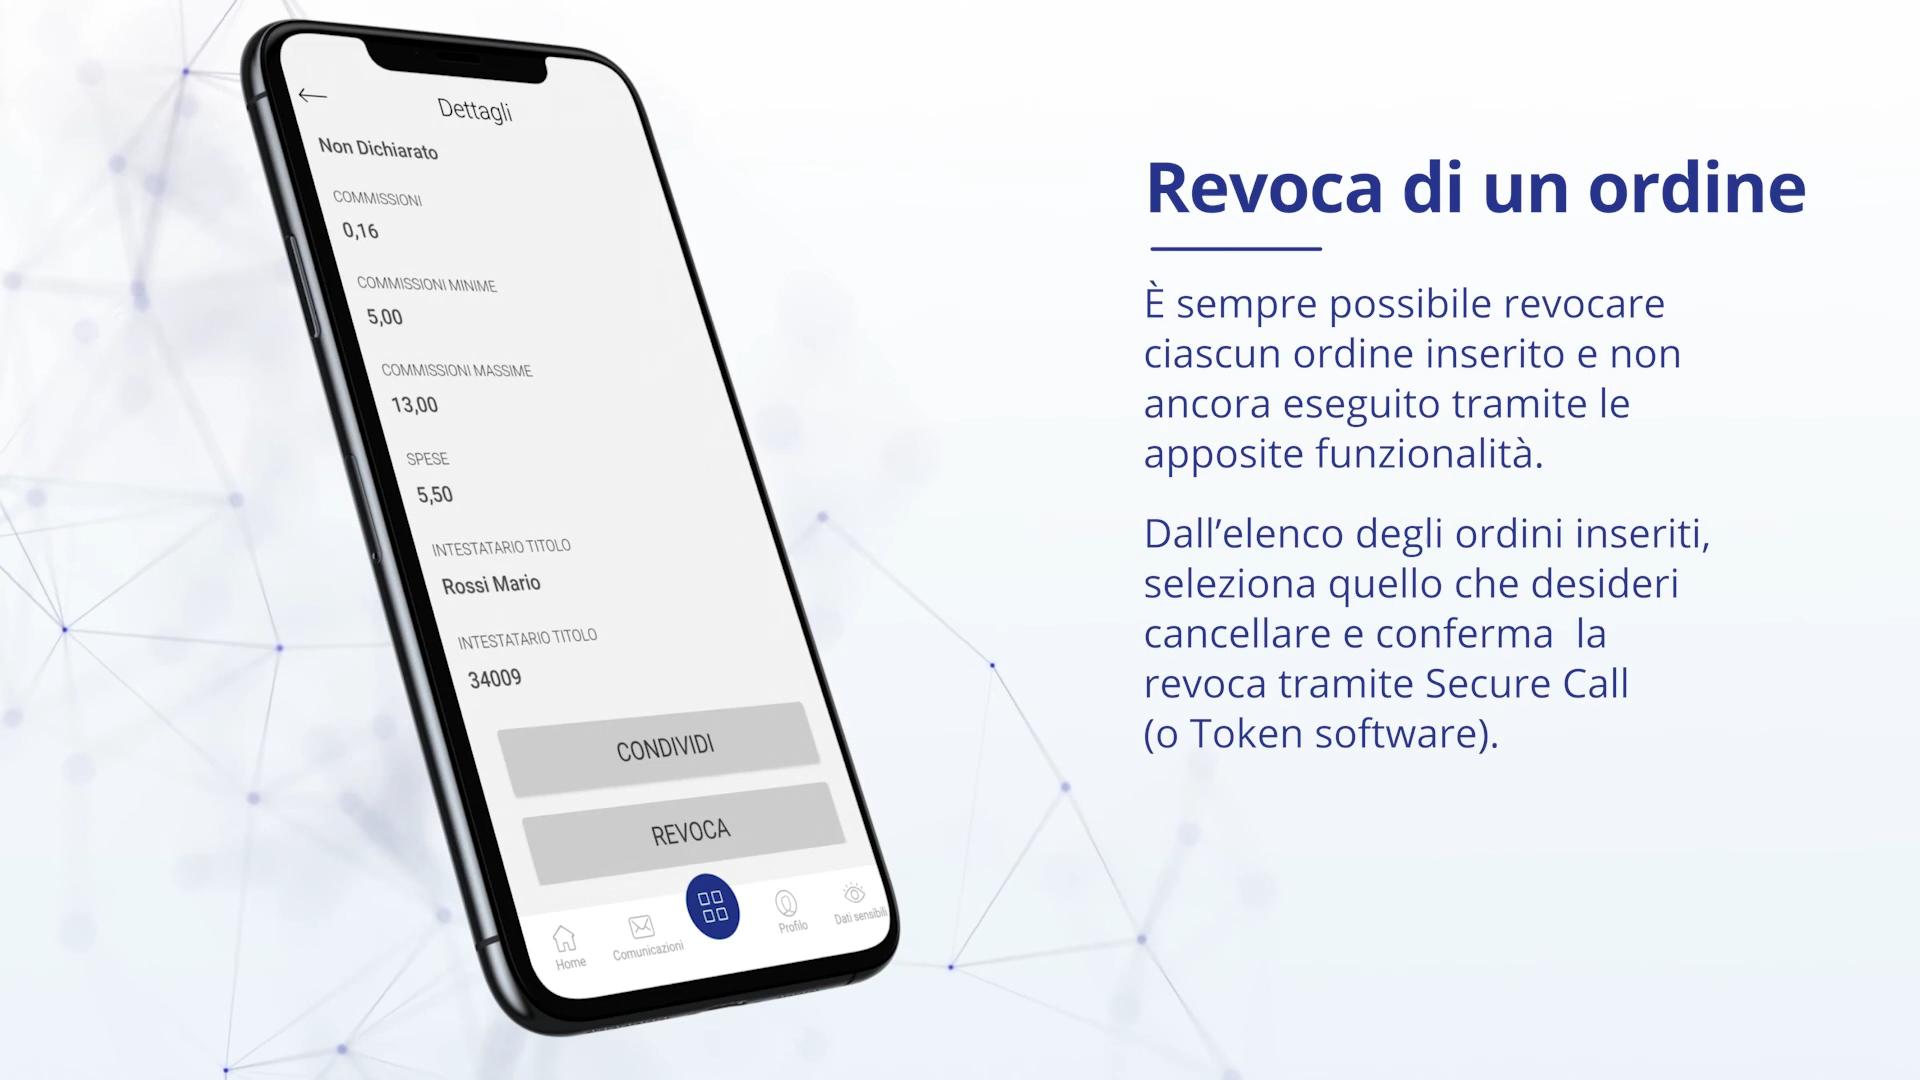 Dettagli
Non Dichiarato
COMMISSIONI
0,16
COMMISSIONI MINIME
5,00
COMMISSIONI MASSIME
13,00
SPESE
5,50
INTESTATARIO TITOLO
Rossi Mario
INTESTATARIO TITOLO
34009
CONDIVIDI
REVOCA
Home
Comunicazioni
Profilo
Dati sensibili
Revoca di un ordine
È sempre possibile revocare
ciascun ordine inserito e non
ancora eseguito tramite le
apposite funzionalità.
Dall’elenco degli ordini inseriti,
seleziona quello che desideri
cancellare e conferma  la
revoca tramite Secure Call
(o Token software).